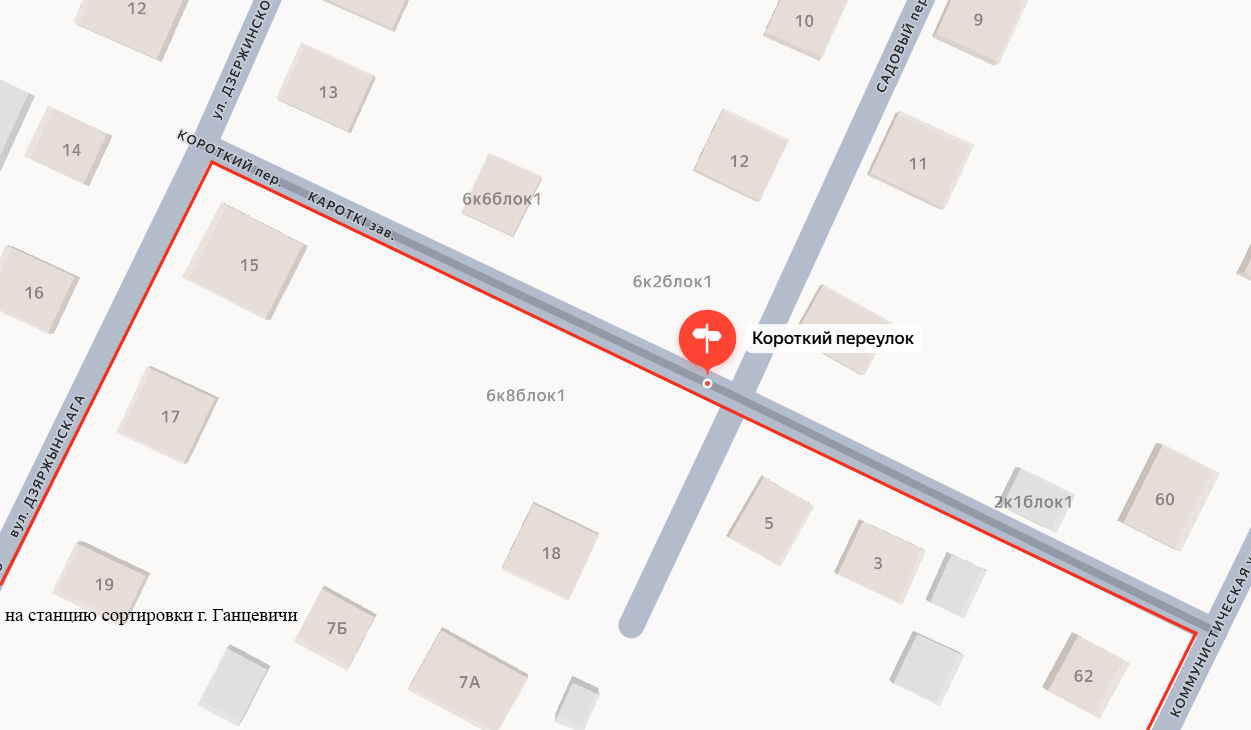 12
10
9
ул. ДЗЕРЖИНСКО
САДОВЫЙ пер
13
14
КОРОТКИЙ пер.
КАРОТКІ зав.
12
11
6к6блок1
15
16
6к2блок1
Короткий переулок
6к8блок1
17
вул. ДЗЯРЖЫНСКАГА
60
2к1блок1
5
18
3
19
на станцию сортировки г. Ганцевичи
7Б
7А
62
КОММУНИСТИЧЕСКАЯ у